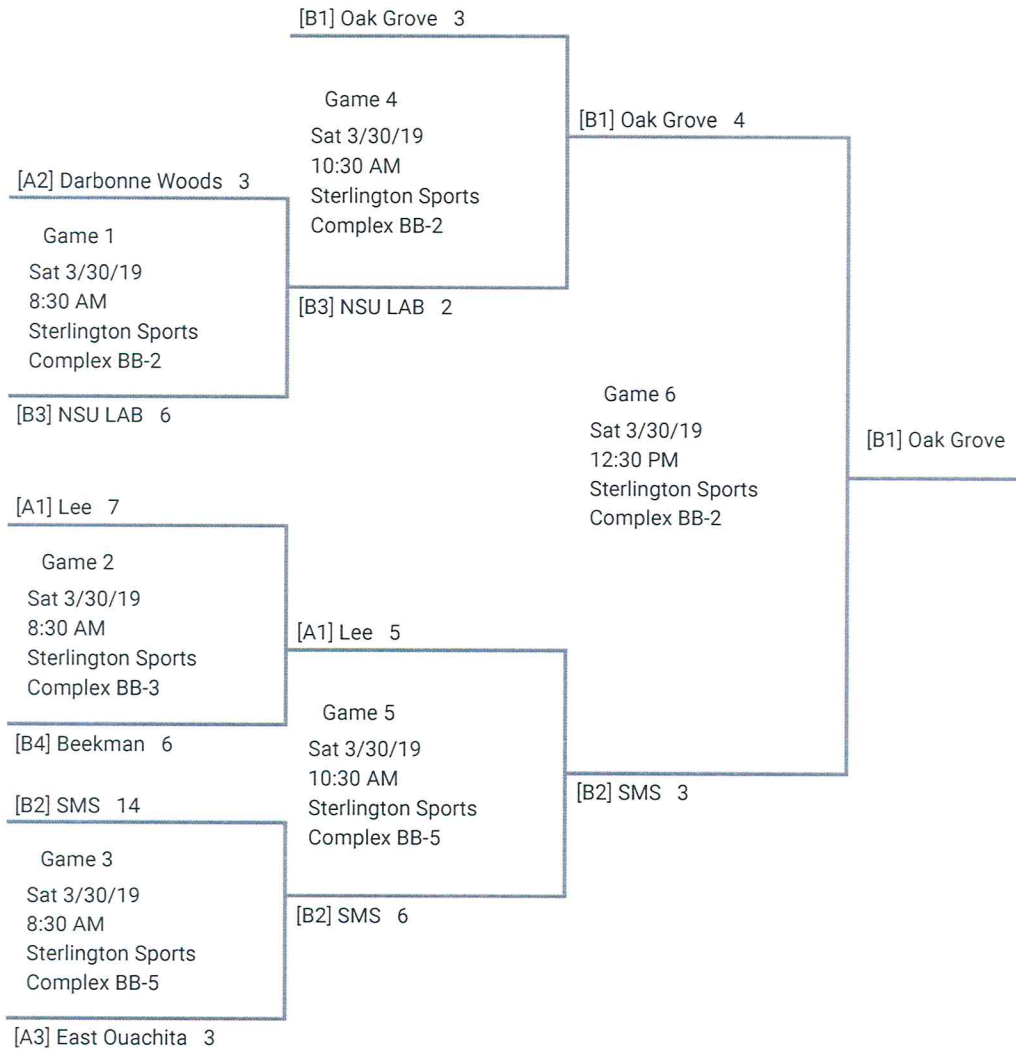 [B1] Oak Grove 3
Game 4
Sat 3/30/19
10:30 AM
Sterlington Sports
Complex BB-2
[B1] Oak Grove 4
[A2] Darbonne Woods 3
Game 1
Sat 3/30/19
8:30 AM
Sterlington Sports
Complex BB-2
[B3] NSU LAB 2
[B3] NSU LAB 6
Game 6
Sat 3/30/19
12:30 PM
Sterlington Sports
Complex BB-2
[B1] Oak Grove
[A1] Lee 7
Game 2
Sat 3/30/19
8:30 AM
Sterlington Sports
Complex BB-3
[A1] Lee 5
[B4] Beekman 6
Game 5
Sat 3/30/19
10:30 AM
Sterlington Sports
Complex BB-5
[B2] SMS 3
[B2] SMS 14
Game 3
Sat 3/30/19
8:30 AM
Sterlington Sports
Complex BB-5
[B2] SMS 6
[A3] East Ouachita 3